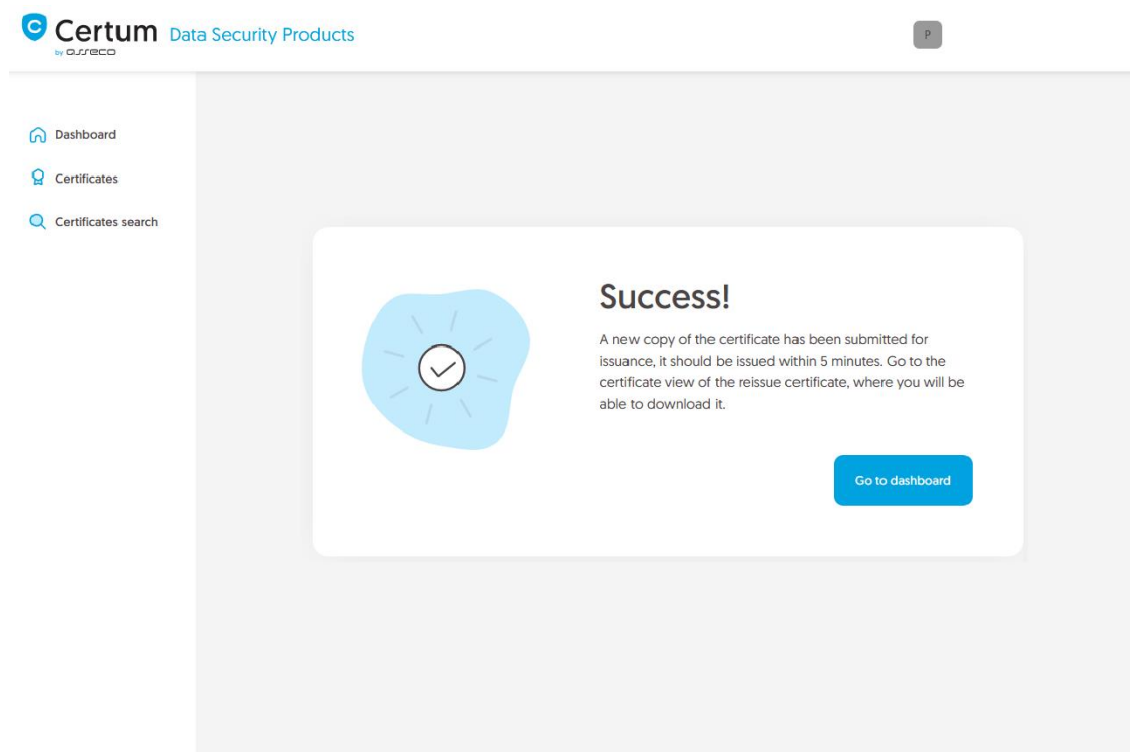 Certum Data Security Products
by asseco
P
Dashboard
Certificates
Certificates search
Success!
A new copy of the certificate has been submitted for
issuance, it should be issued within 5 minutes. Go to the
certificate view of the reissue certificate, where you will be
able to download it.
Go to dashboard